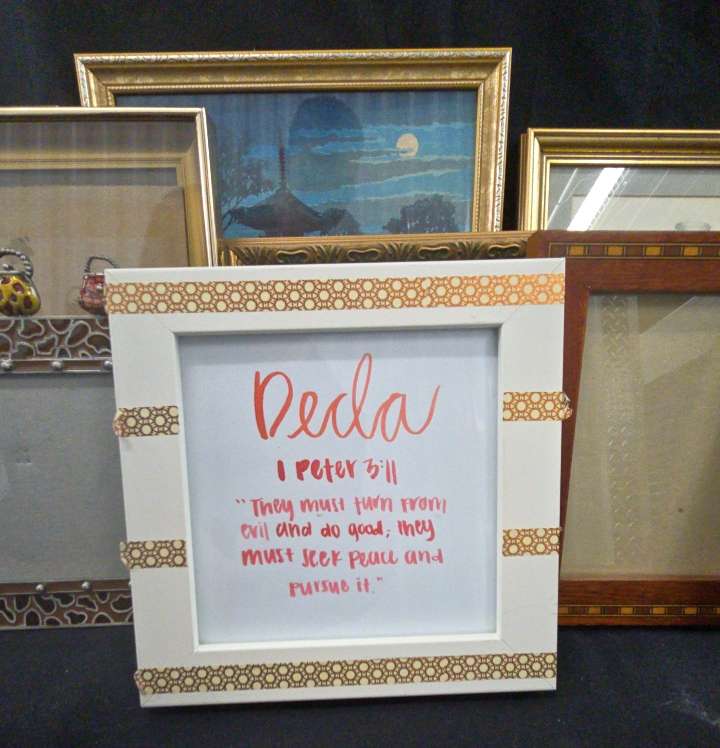 Deda
1 Peter 3:11
"They must turn from
evil and do good; they
must seek peace and
pursue it."